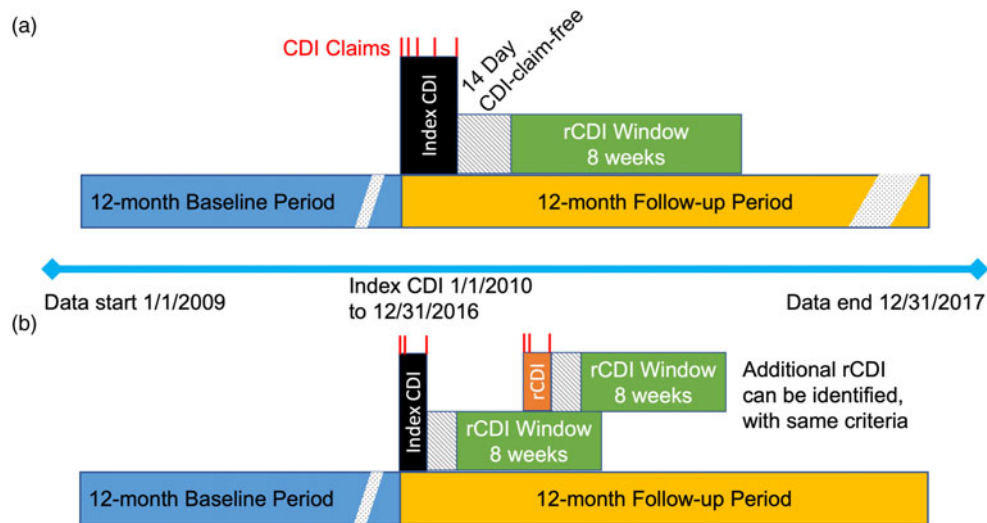 (a)
CDI Claims
Index CDI
14 Day
CDI-claim-free
rCDI Window
8 weeks
12-month Baseline Period
12-month Follow-up Period
Data start 1/1/2009
Index CDI 1/1/2010
to 12/31/2016
Data end 12/31/2017
(b)
Index CDI
rCDI
rCDI Window
8 weeks
Additional rCDI
can be identified,
with same criteria
rCDI Window
8 weeks
12-month Baseline Period
12-month Follow-up Period